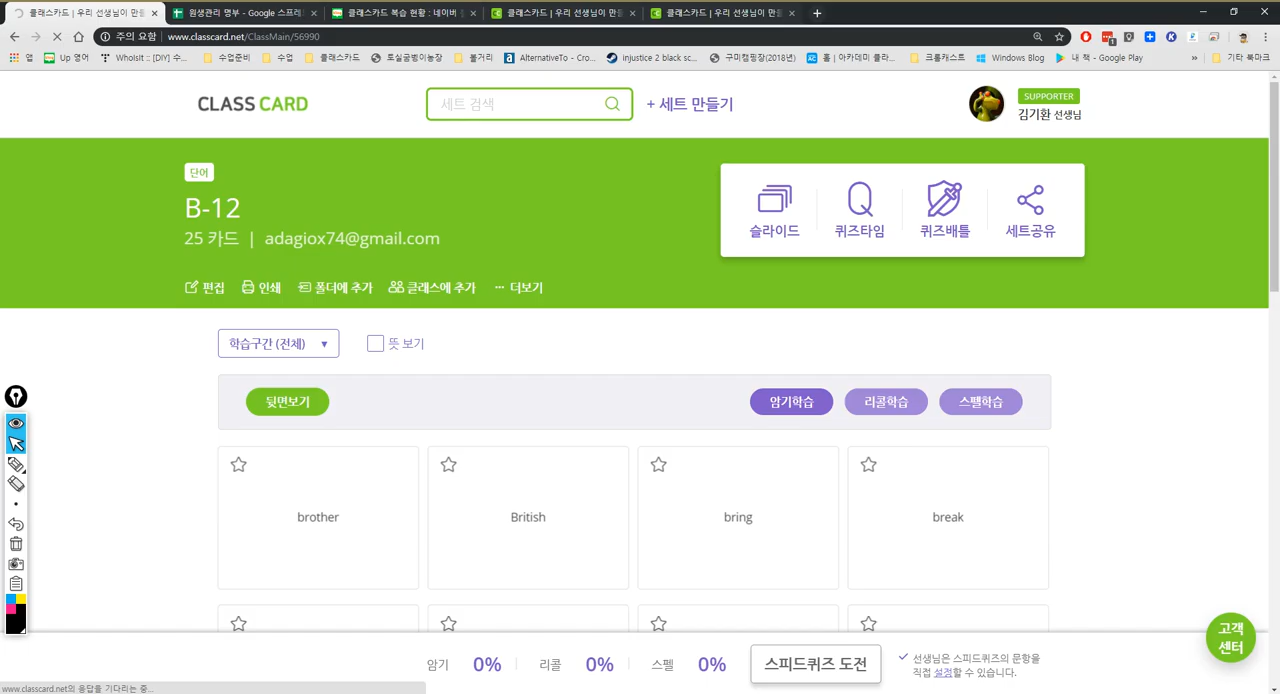 클래스카드 | 우리 선생님이 만들
원생관리 명부 - Google 스프레
클래스카드 복습 현황 : 네이버
클래스카드 | 우리 선생님이 만들
클래스카드 | 우리 선생님이 만들
주의 요함 | www.classcard.net/ClassMain/56990
앱
Up 영어
WhoisIt :: [DIY] 수...
수업준비
수업
클래스카드
토실굼벵이농장
볼거리
AlternativeTo - Cro...
injustice 2 black sc...
구미캠핑장(2018년)
홈 | 아카데미 클라...
크롬캐스트
Windows Blog
내 책 - Google Play
»
기타 북마크
CLASS CARD
세트 검색
+ 세트 만들기
SUPPORTER
김기환 선생님
단어
B-12
25 카드 | adagiox74@gmail.com
슬라이드
퀴즈타임
퀴즈배틀
세트공유
편집
인쇄
폴더에 추가
클래스에 추가
··· 더보기
학습구간 (전체) ▼
뜻 보기
뒷면보기
암기학습
리콜학습
스펠학습
brother
British
bring
break
암기 0%
리콜 0%
스펠 0%
스피드퀴즈 도전
선생님은 스피드퀴즈의 문항을
직접 설정할 수 있습니다.
고객
센터
www.classcard.net의 응답을 기다리는 중...